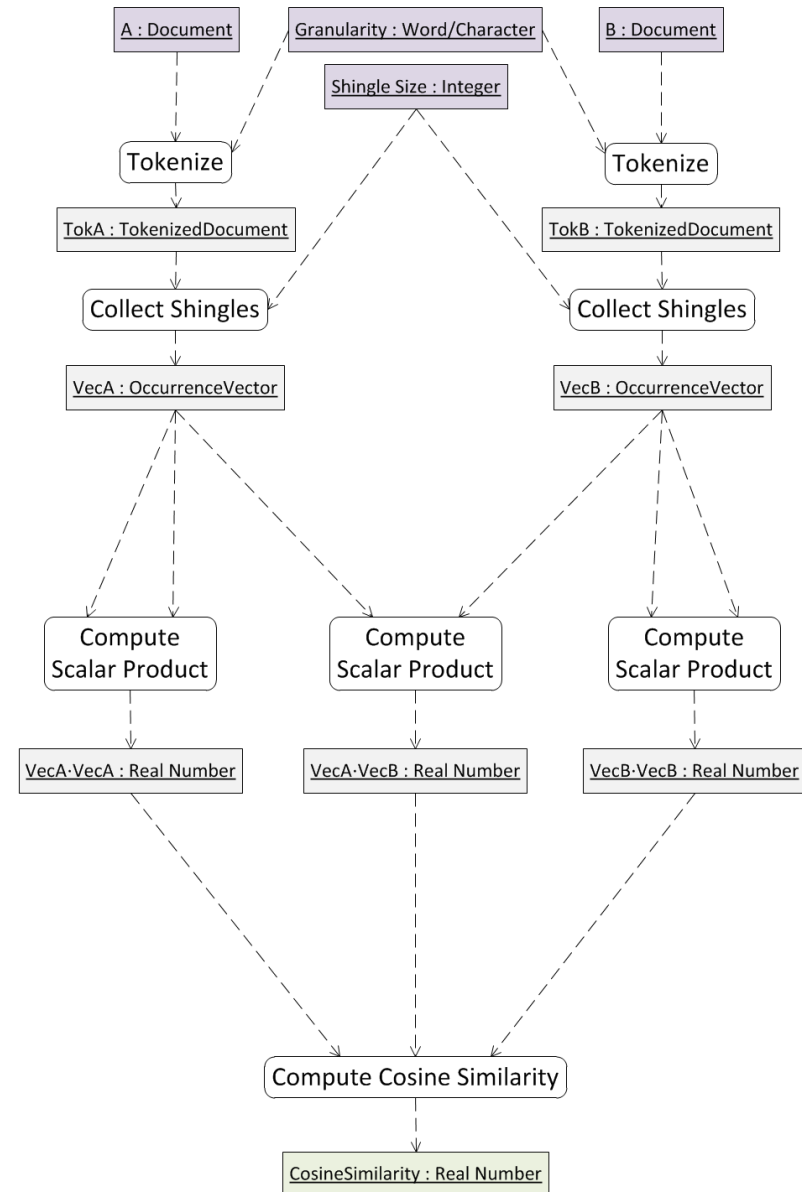 A : Document
Granularity : Word/Character
B : Document
Shingle Size : Integer
Tokenize
Tokenize
TokA : TokenizedDocument
TokB : TokenizedDocument
Collect Shingles
Collect Shingles
VecA : OccurrenceVector
VecB : OccurrenceVector
Compute
Scalar Product
Compute
Scalar Product
Compute
Scalar Product
VecA·VecA : Real Number
VecA·VecB : Real Number
VecB·VecB : Real Number
Compute Cosine Similarity
CosineSimilarity : Real Number